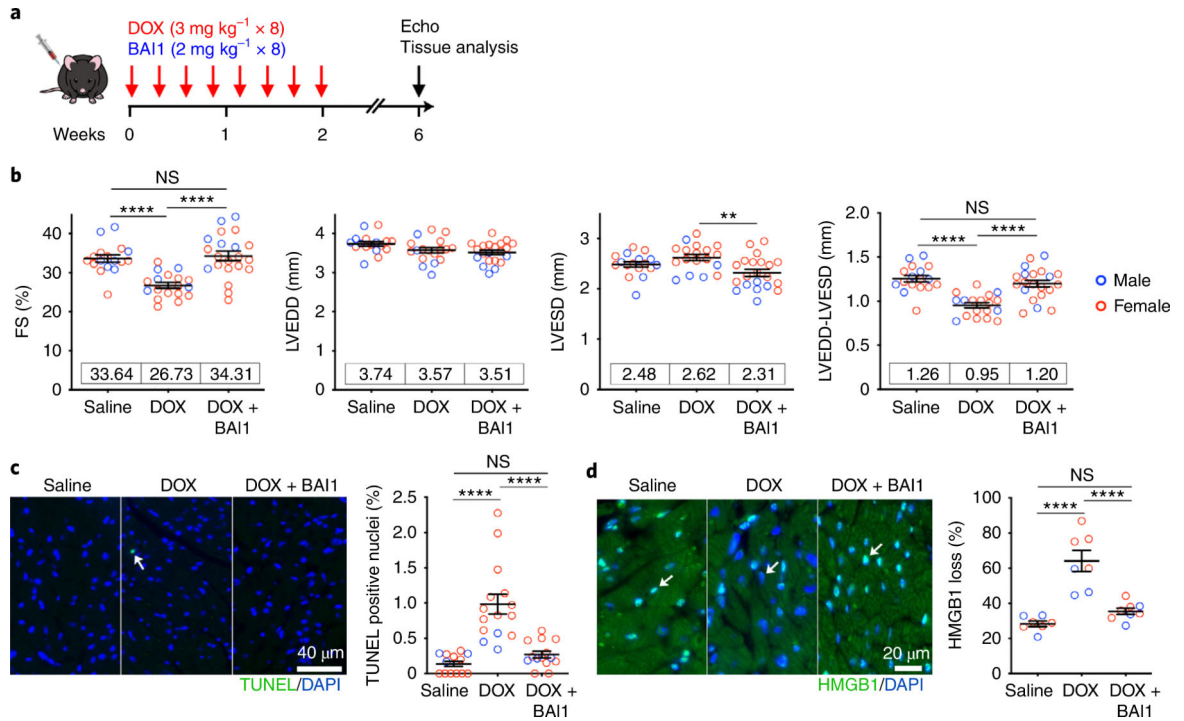 a
DOX (3 mg kg⁻¹ × 8)
BAI1 (2 mg kg⁻¹ × 8)
Echo
Tissue analysis
Weeks 0 1 2 6
b
NS
**** ****
FS (%)
40
30
20
10
0
33.64 26.73 34.31
Saline DOX DOX +
BAI1
LVEDD (mm)
5
4
3
2
1
0
3.74 3.57 3.51
Saline DOX DOX +
BAI1
**
LVESD (mm)
3
2
1
0
2.48 2.62 2.31
Saline DOX DOX +
BAI1
NS
**** ****
LVEDD-LVESD (mm)
2.0
1.5
1.0
0.5
0
1.26 0.95 1.20
Saline DOX DOX +
BAI1
Male
Female
c
Saline DOX DOX + BAI1
40 μm
TUNEL/DAPI
NS
**** ****
TUNEL positive nuclei (%)
2.5
2.0
1.5
1.0
0.5
0
Saline DOX DOX +
BAI1
d
Saline DOX DOX + BAI1
20 μm
HMGB1/DAPI
NS
**** ****
HMGB1 loss (%)
100
80
60
40
20
0
Saline DOX DOX +
BAI1